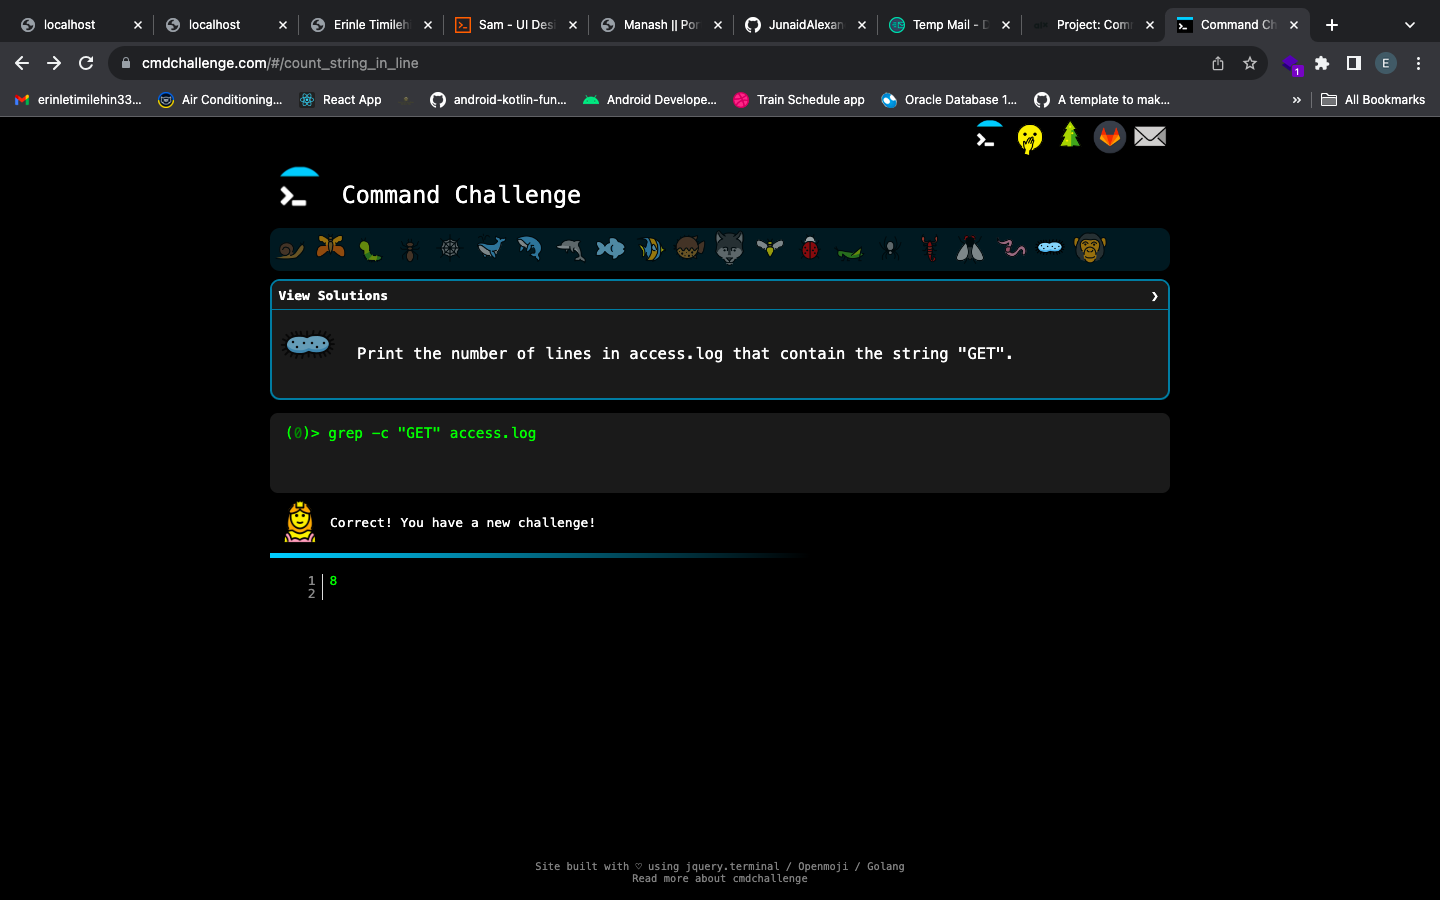 localhost
localhost
Erinle Timileh
Sam - UI Des
Manash || Por
JunaidAlexan
Temp Mail - D
Project: Com
Command Ch
cmdchallenge.com/#/count_string_in_line
1
E
erinletimilehin33...
Air Conditioning...
React App
android-kotlin-fun...
Android Develope...
Train Schedule app
Oracle Database 1...
A template to mak...
»
All Bookmarks
Command Challenge
View Solutions
Print the number of lines in access.log that contain the string "GET".
(0)> grep -c "GET" access.log
Correct! You have a new challenge!
1 8
2
Site built with ♡ using jquery.terminal / Openmoji / Golang
Read more about cmdchallenge